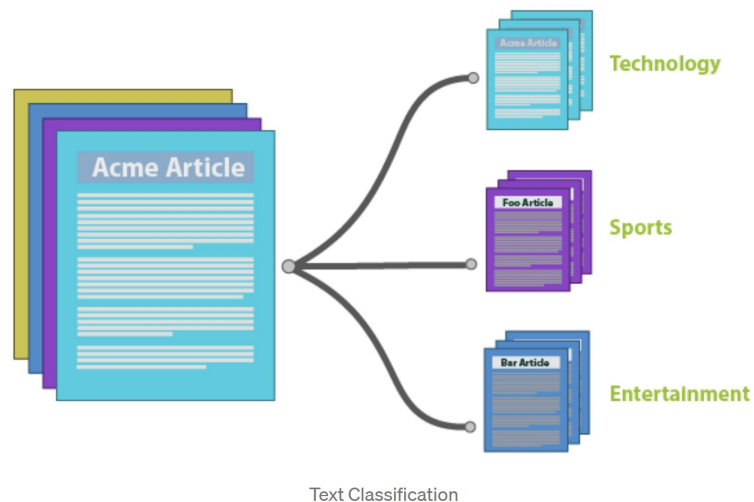 Acme Article
Acme Article
Technology
Foo Article
Sports
Bar Article
Entertainment
Text Classification